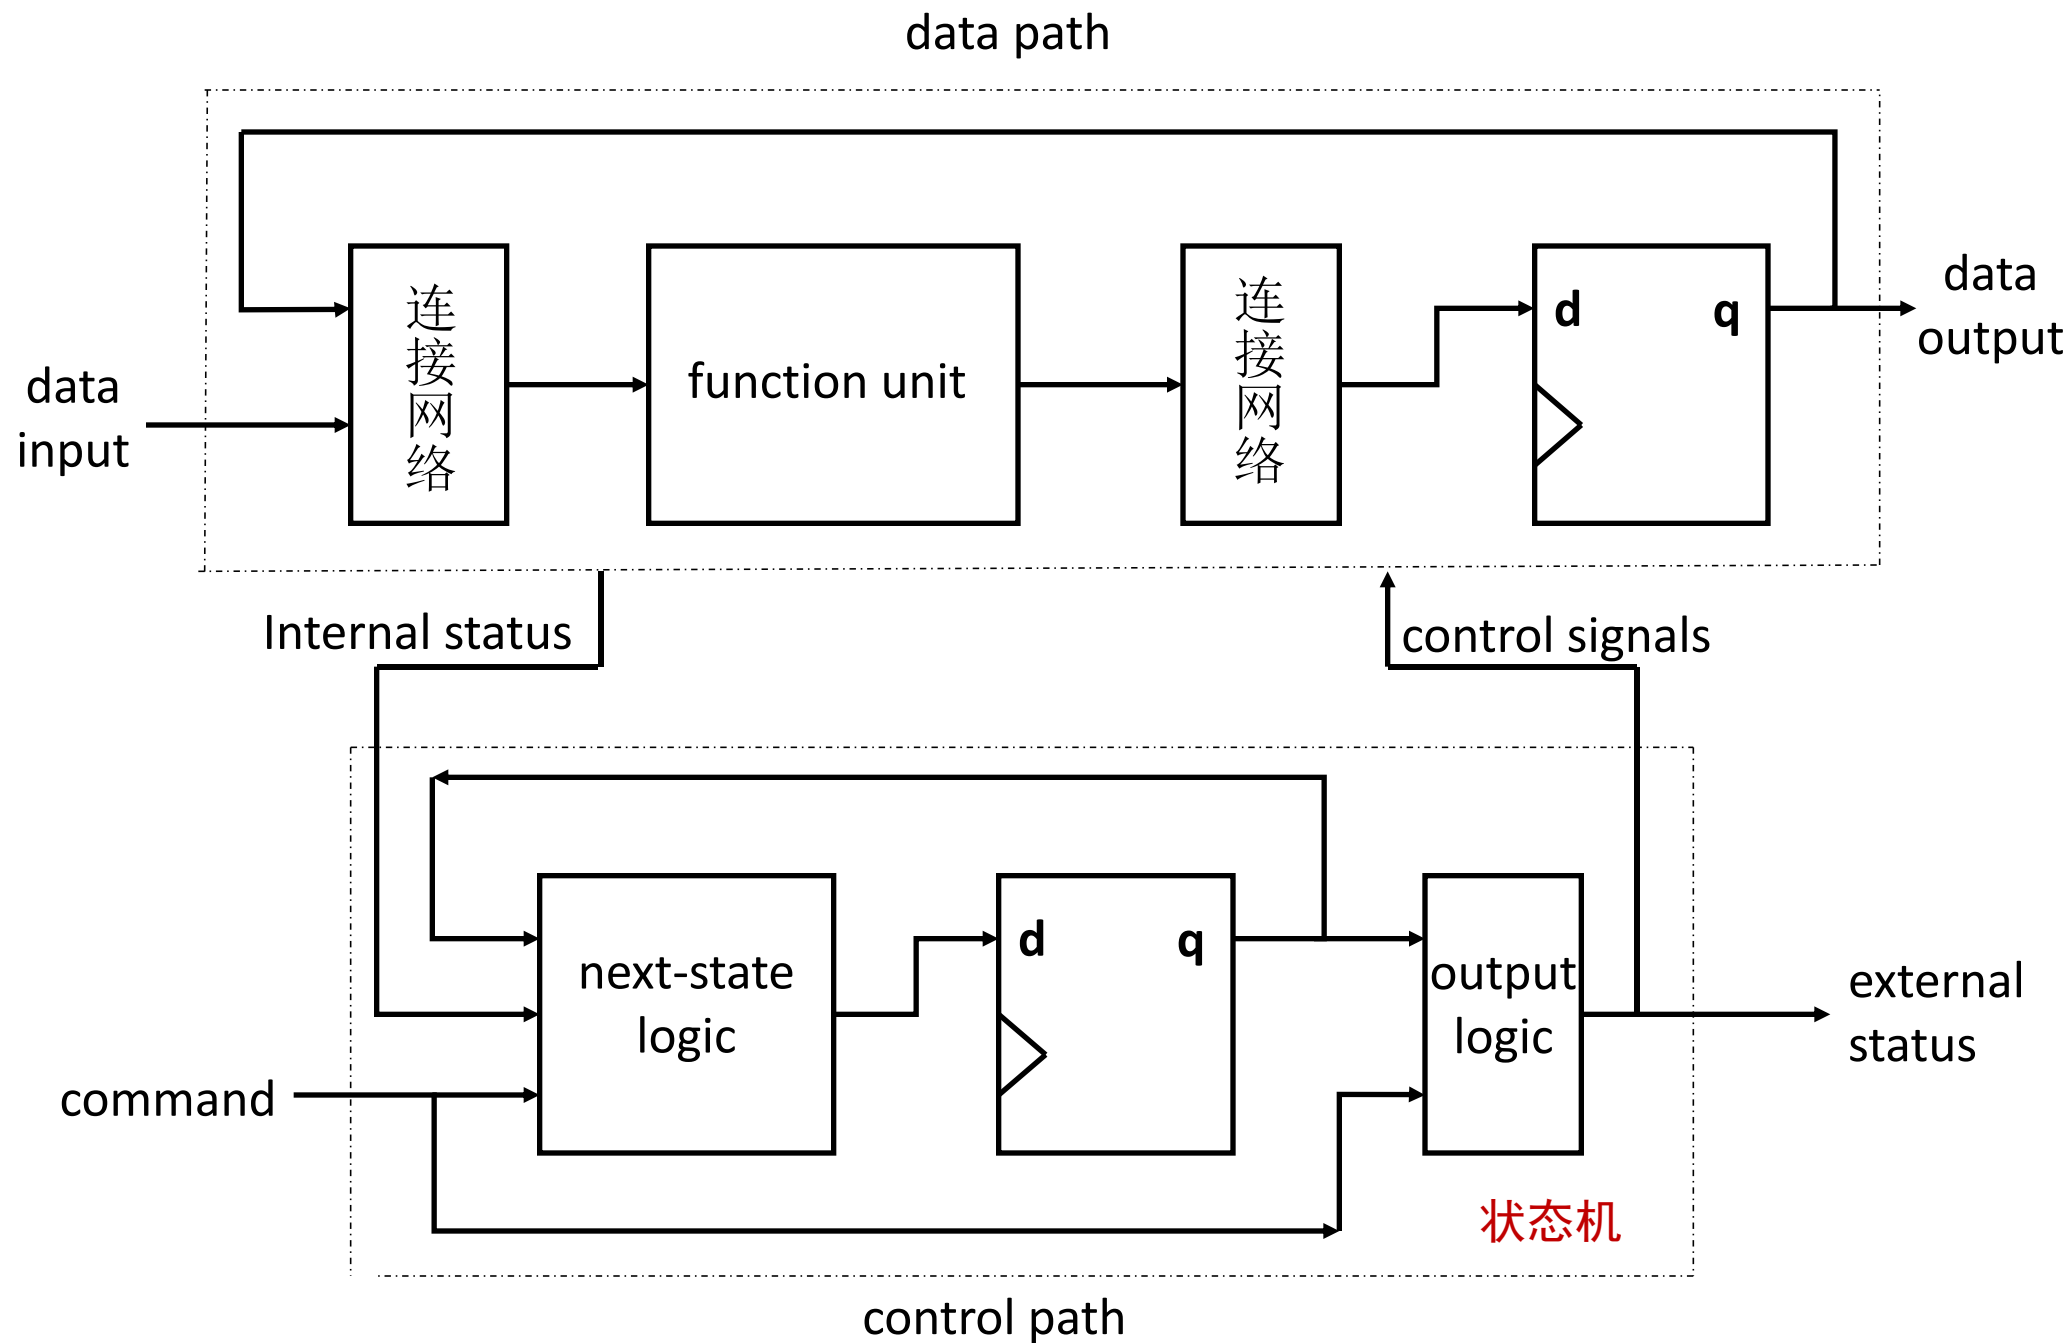 data path
连接网络
function unit
连接网络
d
q
data
output
data
input
Internal status
control signals
next-state
logic
d
q
output
logic
external
status
command
状态机
control path